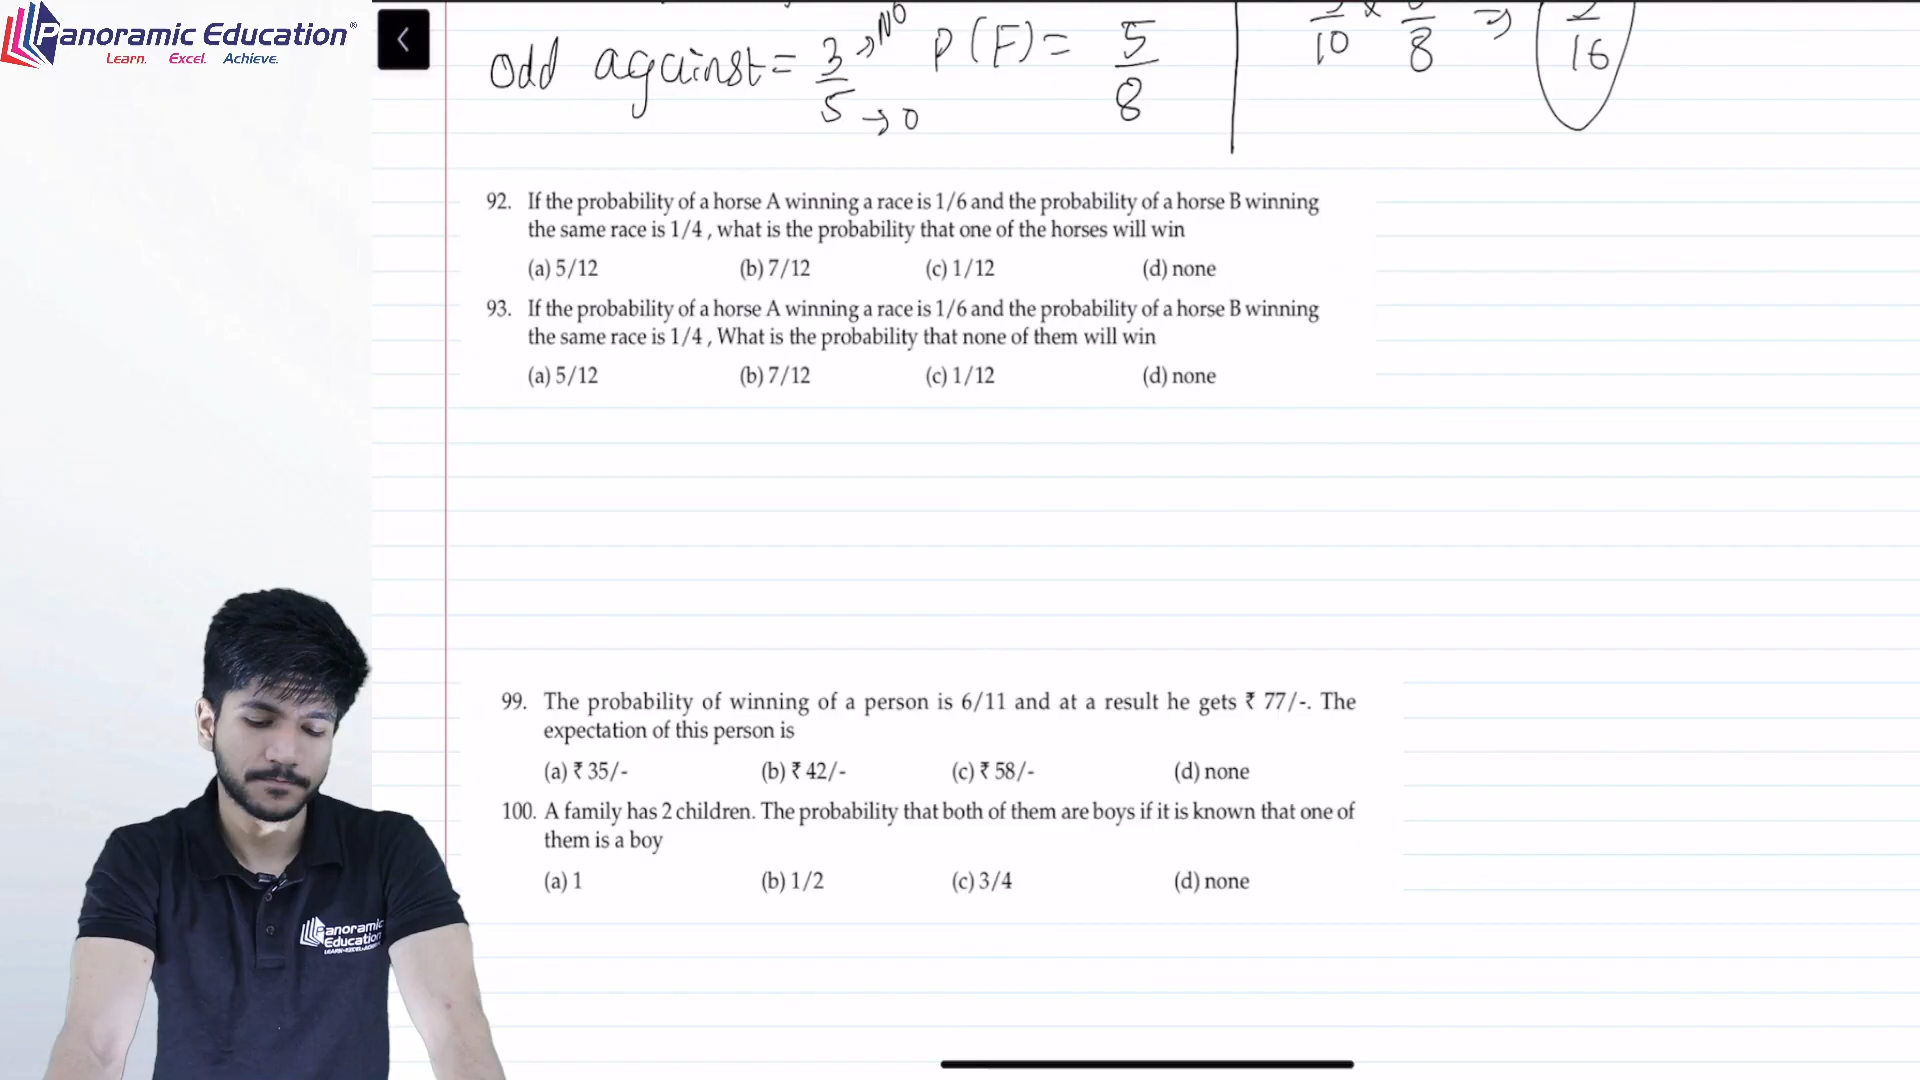 Panoramic Education®
Learn. Excel. Achieve.
odd against = 3/5 → No → O P(F) = 5/8
10 × 8 ⇒ 16
92. If the probability of a horse A winning a race is 1/6 and the probability of a horse B winning
the same race is 1/4 , what is the probability that one of the horses will win
(a) 5/12 (b) 7/12 (c) 1/12 (d) none
93. If the probability of a horse A winning a race is 1/6 and the probability of a horse B winning
the same race is 1/4 , What is the probability that none of them will win
(a) 5/12 (b) 7/12 (c) 1/12 (d) none
99. The probability of winning of a person is 6/11 and at a result he gets ₹ 77/-. The
expectation of this person is
(a) ₹ 35/- (b) ₹ 42/- (c) ₹ 58/- (d) none
100. A family has 2 children. The probability that both of them are boys if it is known that one of
them is a boy
(a) 1 (b) 1/2 (c) 3/4 (d) none
Panoramic
Education
LEARN•EXCEL•ACHIEVE